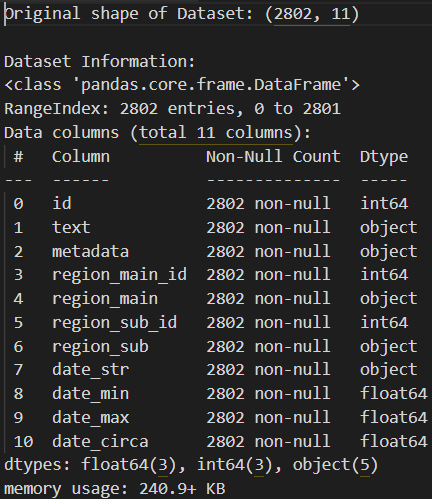 Original shape of Dataset: (2802, 11)
Dataset Information:
<class 'pandas.core.frame.DataFrame'>
RangeIndex: 2802 entries, 0 to 2801
Data columns (total 11 columns):
 #   Column          Non-Null Count  Dtype
---  ------          --------------  -----
 0   id              2802 non-null   int64
 1   text            2802 non-null   object
 2   metadata        2802 non-null   object
 3   region_main_id  2802 non-null   int64
 4   region_main     2802 non-null   object
 5   region_sub_id   2802 non-null   int64
 6   region_sub      2802 non-null   object
 7   date_str        2802 non-null   object
 8   date_min        2802 non-null   float64
 9   date_max        2802 non-null   float64
 10  date_circa      2802 non-null   float64
dtypes: float64(3), int64(3), object(5)
memory usage: 240.9+ KB